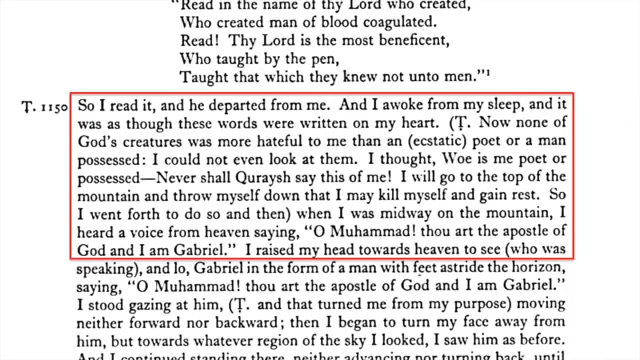 "Read in the name of thy Lord who created,
Who created man of blood coagulated.
Read! Thy Lord is the most beneficent,
Who taught by the pen,
Taught that which they knew not unto men."¹
T. 1150 So I read it, and he departed from me. And I awoke from my sleep, and it
was as though these words were written on my heart. (Ṭ. Now none of
God's creatures was more hateful to me than an (ecstatic) poet or a man
possessed: I could not even look at them. I thought, Woe is me poet or
possessed—Never shall Quraysh say this of me! I will go to the top of the
mountain and throw myself down that I may kill myself and gain rest. So
I went forth to do so and then) when I was midway on the mountain, I
heard a voice from heaven saying, "O Muhammad! thou art the apostle of
God and I am Gabriel." I raised my head towards heaven to see (who was
speaking), and lo, Gabriel in the form of a man with feet astride the horizon,
saying, "O Muhammad! thou art the apostle of God and I am Gabriel."
I stood gazing at him, (Ṭ. and that turned me from my purpose) moving
neither forward nor backward; then I began to turn my face away from
him, but towards whatever region of the sky I looked, I saw him as before.
And I continued standing there, neither advancing nor turning back, until